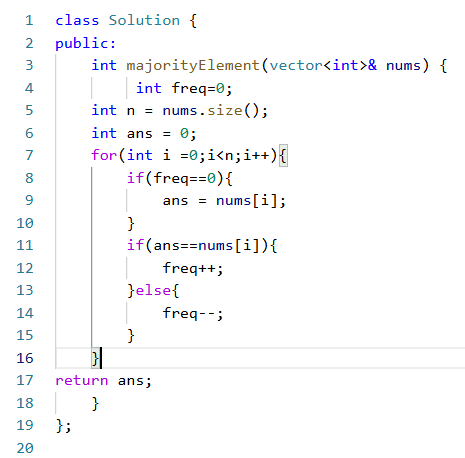 1 class Solution {
2 public:
3     int majorityElement(vector<int>& nums) {
4          int freq=0;
5     int n = nums.size();
6     int ans = 0;
7     for(int i =0;i<n;i++){
8         if(freq==0){
9             ans = nums[i];
10         }
11         if(ans==nums[i]){
12             freq++;
13         }else{
14             freq--;
15         }
16     }
17 return ans;
18     }
19 };
20